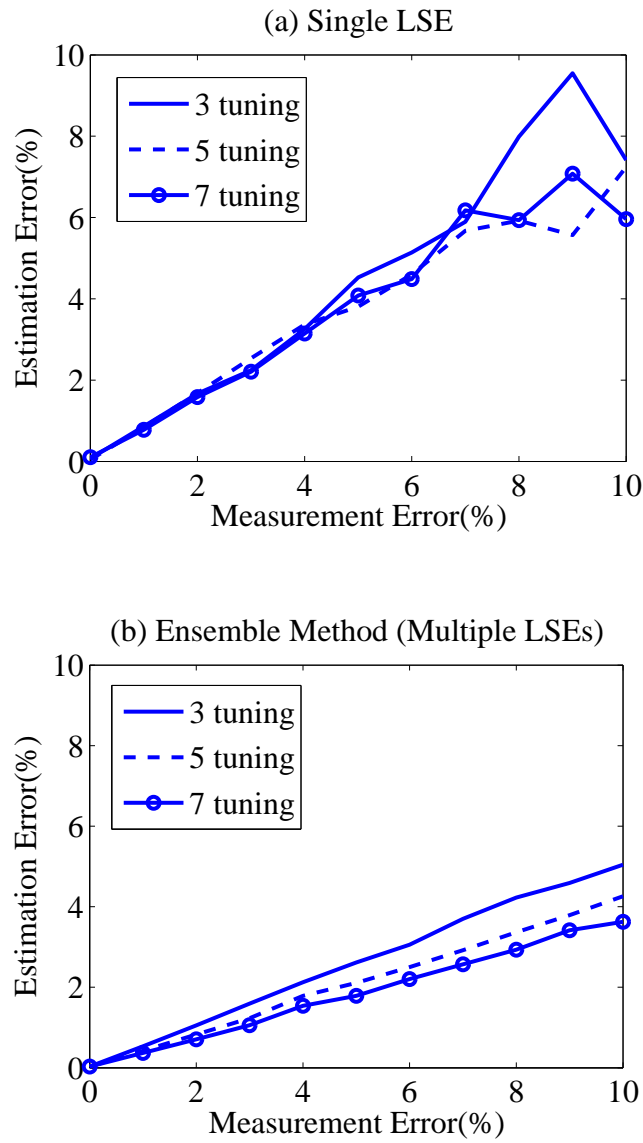 (a) Single LSE
10
8
6
4
2
0
Estimation Error(%)
3 tuning
5 tuning
7 tuning
0 2 4 6 8 10
Measurement Error(%)
(b) Ensemble Method (Multiple LSEs)
10
8
6
4
2
0
Estimation Error(%)
3 tuning
5 tuning
7 tuning
0 2 4 6 8 10
Measurement Error(%)